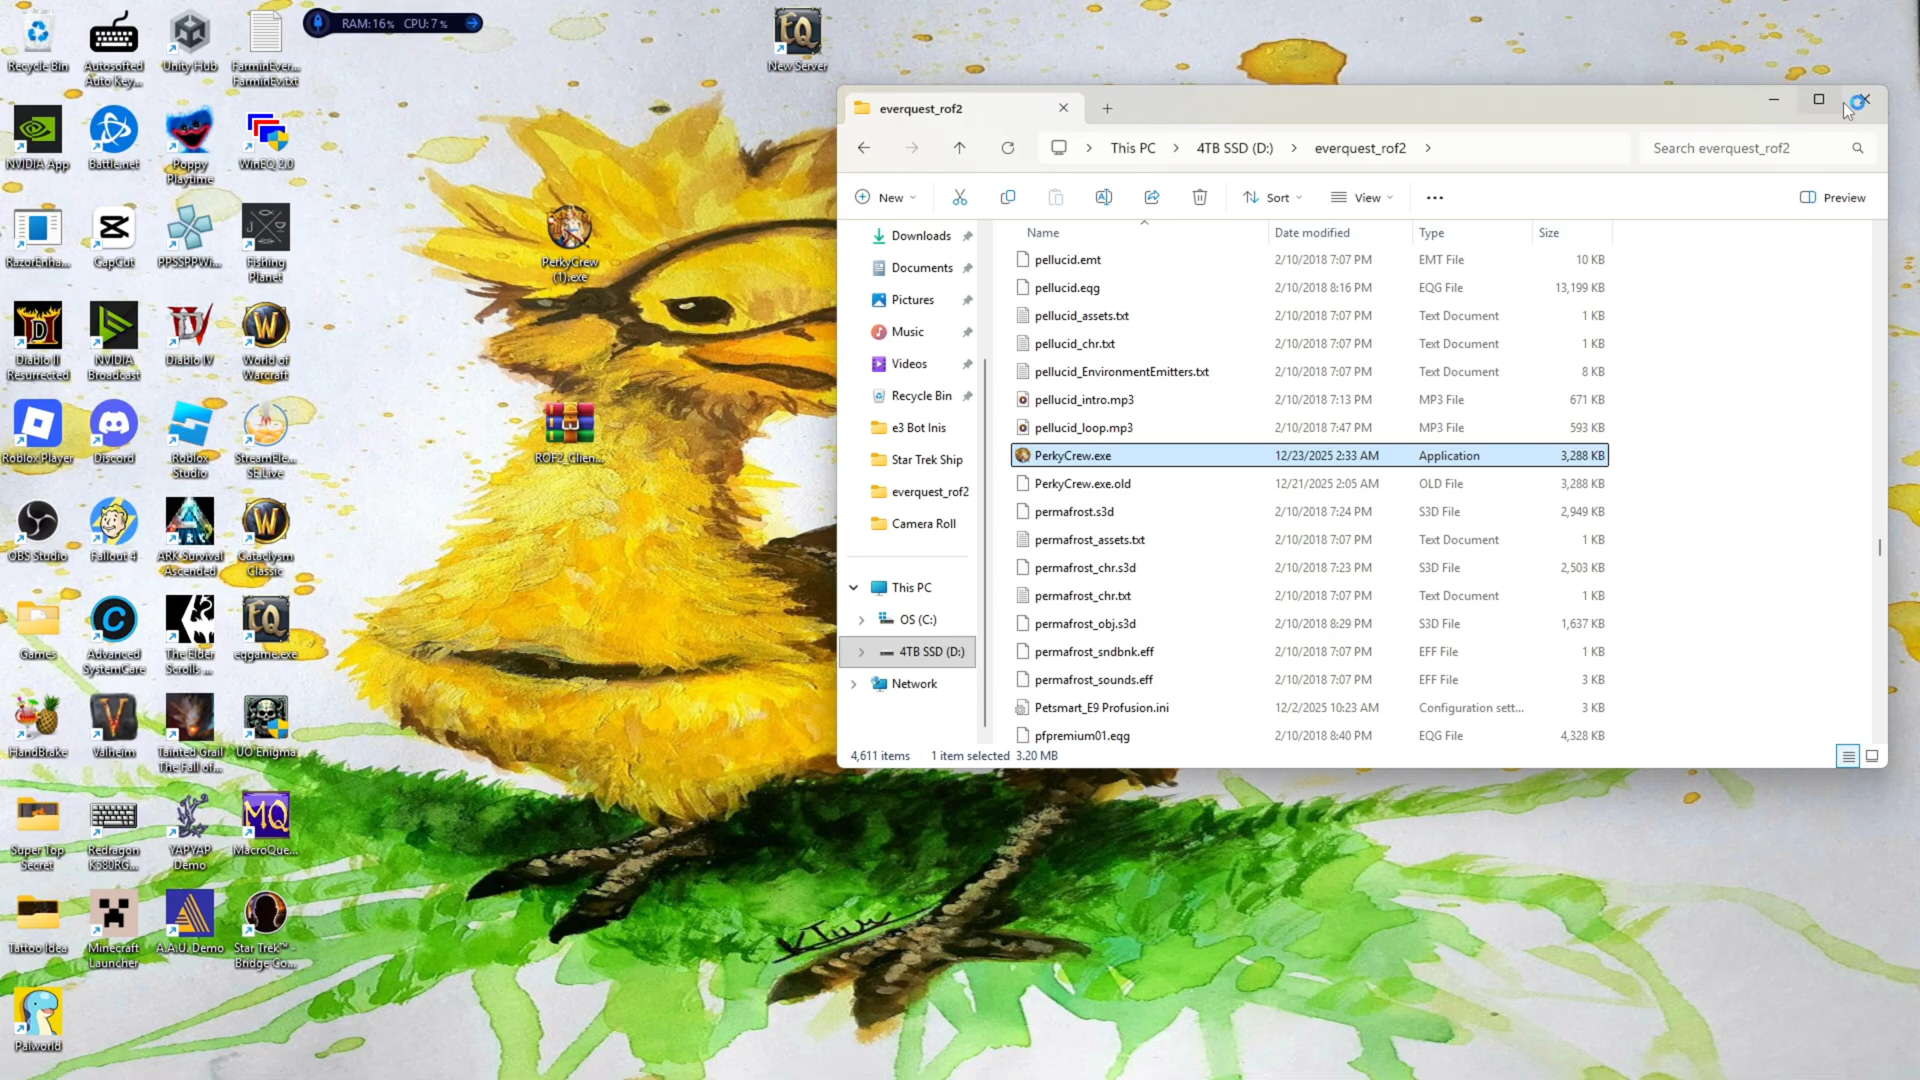 Recycle Bin
Autosofted
Auto Key...
Unity Hub
FarminEver...
FarminEv.txt
RAM: 16% CPU: 7%
New Server
NVIDIA App
Battle.net
Poppy
Playtime
WinEQ 2.0
RazorEnha...
CapCut
PPSSPPWi...
Fishing
Planet
PerkyCrew
(1).exe
Diablo II
Resurrected
NVIDIA
Broadcast
Diablo IV
World of
Warcraft
Roblox Player
Discord
Roblox
Studio
StreamEle...
SE.Live
ROF2_Clien...
OBS Studio
Fallout 4
ARK Survival
Ascended
Cataclysm
Classic
Games
Advanced
SystemCare
The Elder
Scrolls ...
eqgame.exe
HandBrake
Valheim
Tainted Grail
The Fall of...
UO Enigma
Super Top
Secret
Redragon
K580RG...
YAPYAP
Demo
MacroQue...
Tattoo Idea
Minecraft
Launcher
A.A.U. Demo
Star Trek™ -
Bridge Co...
Palworld
everquest_rof2
This PC
4TB SSD (D:)
everquest_rof2
Search everquest_rof2
New
Sort
View
Preview
Downloads
Documents
Pictures
Music
Videos
Recycle Bin
e3 Bot Inis
Star Trek Ship
everquest_rof2
Camera Roll
This PC
OS (C:)
4TB SSD (D:)
Network
Name Date modified Type Size
pellucid.emt 2/10/2018 7:07 PM EMT File 10 KB
pellucid.eqg 2/10/2018 8:16 PM EQG File 13,199 KB
pellucid_assets.txt 2/10/2018 7:07 PM Text Document 1 KB
pellucid_chr.txt 2/10/2018 7:07 PM Text Document 1 KB
pellucid_EnvironmentEmitters.txt 2/10/2018 7:07 PM Text Document 8 KB
pellucid_intro.mp3 2/10/2018 7:13 PM MP3 File 671 KB
pellucid_loop.mp3 2/10/2018 7:47 PM MP3 File 593 KB
PerkyCrew.exe 12/23/2025 2:33 AM Application 3,288 KB
PerkyCrew.exe.old 12/21/2025 2:05 AM OLD File 3,288 KB
permafrost.s3d 2/10/2018 7:24 PM S3D File 2,949 KB
permafrost_assets.txt 2/10/2018 7:07 PM Text Document 1 KB
permafrost_chr.s3d 2/10/2018 7:23 PM S3D File 2,503 KB
permafrost_chr.txt 2/10/2018 7:07 PM Text Document 1 KB
permafrost_obj.s3d 2/10/2018 8:29 PM S3D File 1,637 KB
permafrost_sndbnk.eff 2/10/2018 7:07 PM EFF File 1 KB
permafrost_sounds.eff 2/10/2018 7:07 PM EFF File 3 KB
Petsmart_E9 Profusion.ini 12/2/2025 10:23 AM Configuration sett... 3 KB
pfpremium01.eqg 2/10/2018 8:40 PM EQG File 4,328 KB
4,611 items 1 item selected 3.20 MB